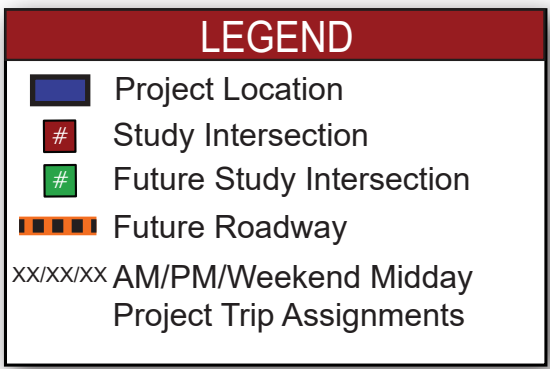 LEGEND
Project Location
# Study Intersection
# Future Study Intersection
Future Roadway
XX/XX/XX AM/PM/Weekend Midday
Project Trip Assignments